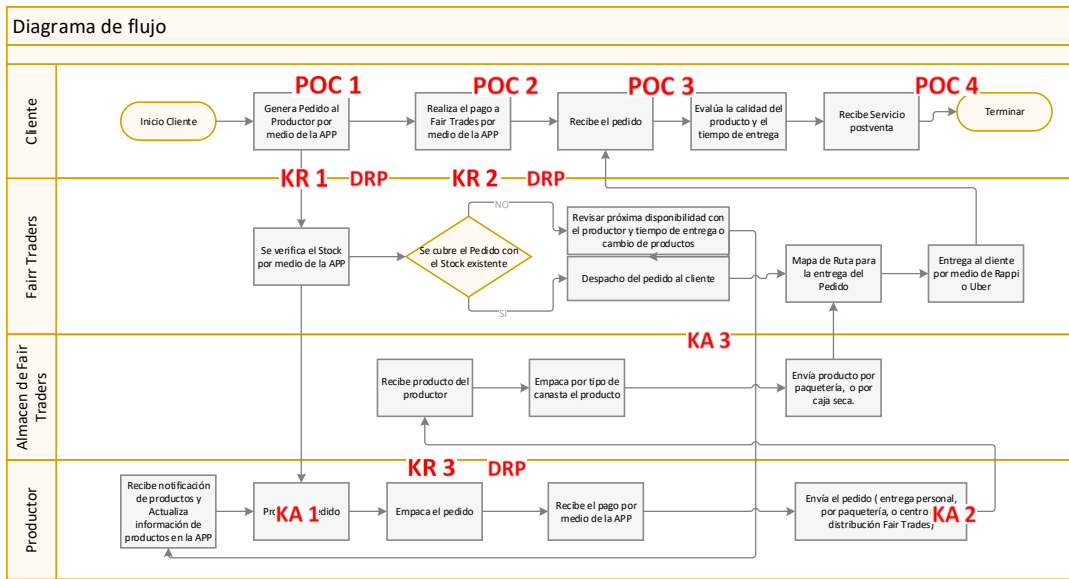 Diagrama de flujo
Cliente
POC 1
POC 2
POC 3
POC 4
Inicio Cliente
Genera Pedido al
Productor por
medio de la APP
Realiza el pago a
Fair Trades por
medio de la APP
Recibe el pedido
Evalúa la calidad del
producto y el
tiempo de entrega
Recibe Servicio
postventa
Terminar
Fairr Traders
KR 1
DRP
KR 2
DRP
Se verifica el Stock
por medio de la APP
Se cubre el Pedido con
el Stock existente
NO
SI
Revisar próxima disponibilidad con
el productor y tiempo de entrega o
cambio de productos
Despacho del pedido al cliente
Mapa de Ruta para
la entrega del
Pedido
Entrega al cliente
por medio de Rappi
o Uber
Almacen de Fair
Traders
KA 3
Recibe producto del
productor
Empaca por tipo de
canasta el producto
Envía producto por
paquetería, o por
caja seca.
Productor
KR 3
DRP
Recibe notificación
de productos y
Actualiza
información de
productos en la APP
KA 1
Empaca el pedido
Recibe el pago por
medio de la APP
Envía el pedido ( entrega personal,
por paquetería, o centro
distribución Fair Trades)
KA 2